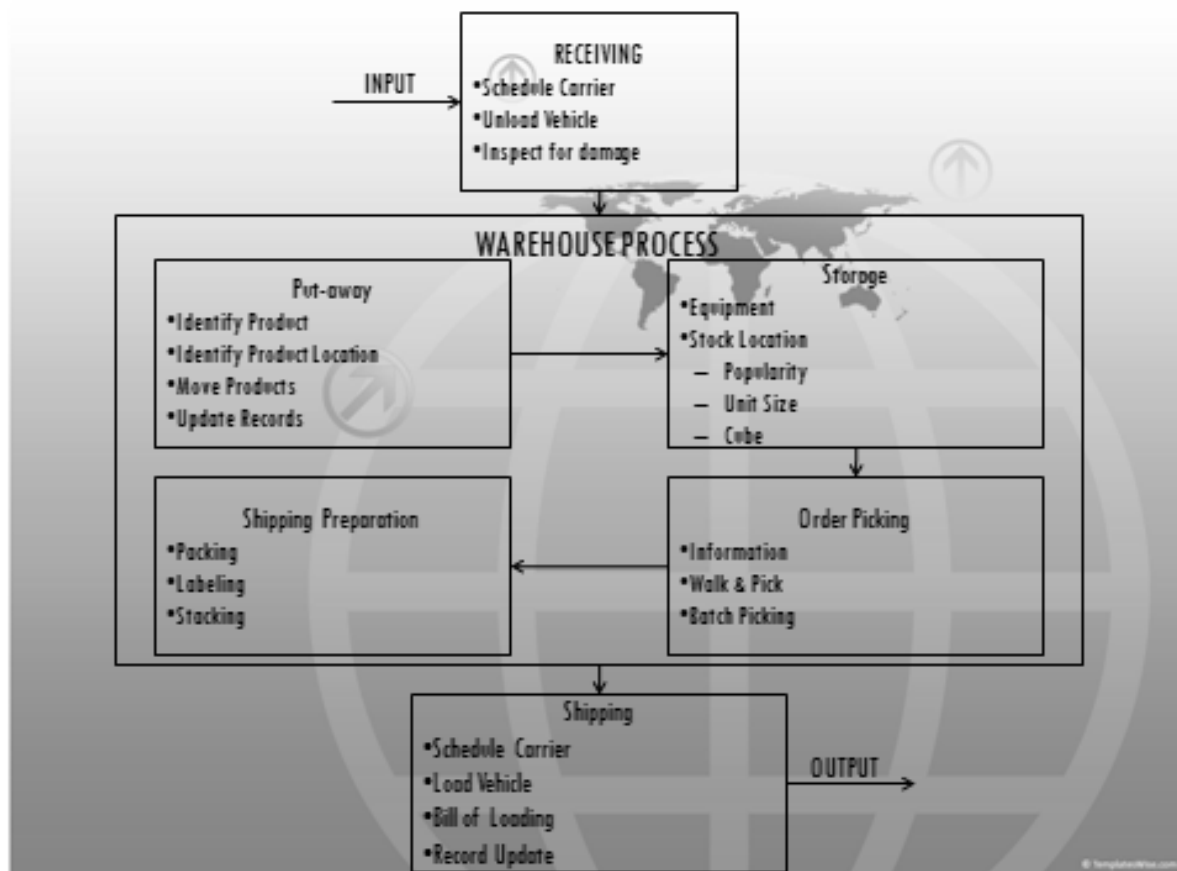 RECEIVING
INPUT
•Schedule Carrier
•Unload Vehicle
•Inspect for damage
WAREHOUSE PROCESS
Put-away
•Identify Product
•Identify Product Location
•Move Products
•Update Records
Storage
•Equipment
•Stock Location
– Popularity
– Unit Size
– Cube
Shipping Preparation
•Packing
•Labeling
•Stacking
Order Picking
•Information
•Walk & Pick
•Batch Picking
Shipping
•Schedule Carrier
•Load Vehicle
•Bill of Loading
•Record Update
OUTPUT
© TemplatesWise.com